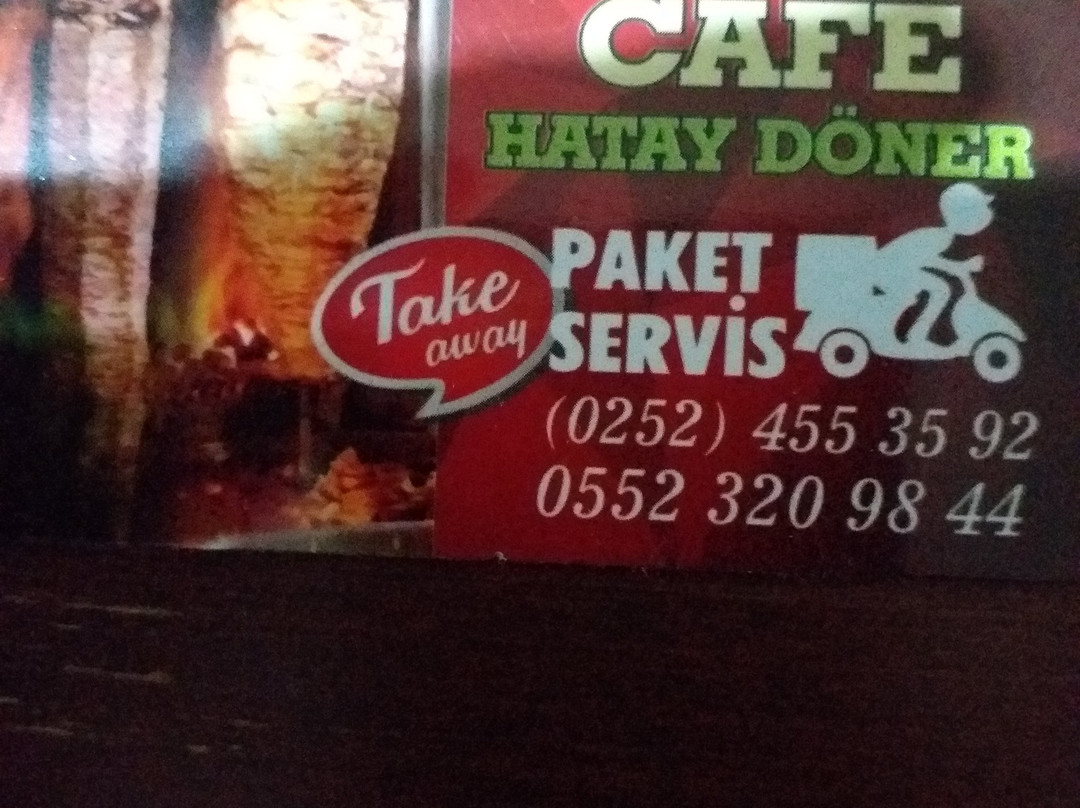 CAFE
HATAY DÖNER
Take
away
PAKET
SERVİS
(0252) 455 35 92
0552 320 98 44